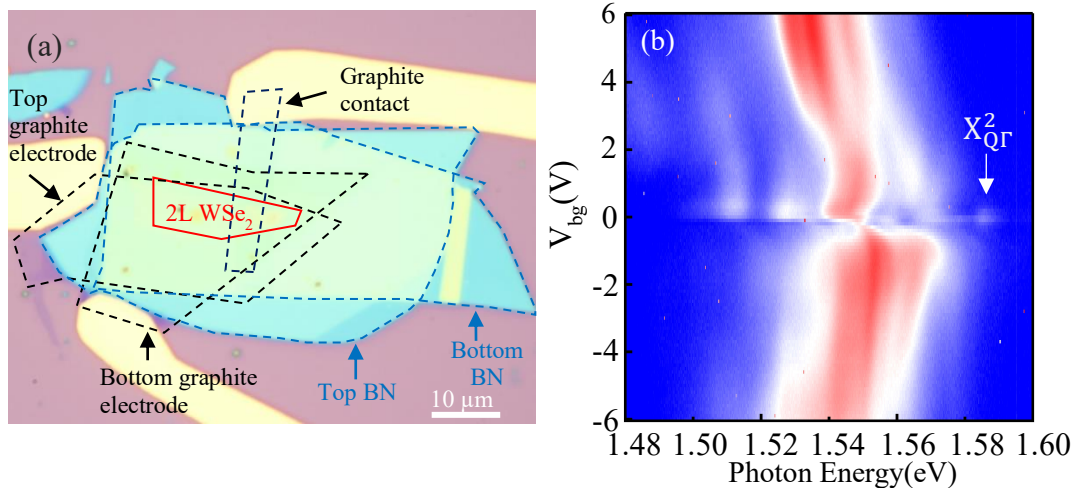 (a)
Graphite
contact
Top
graphite
electrode
2L WSe₂
Bottom graphite
electrode
Top BN
Bottom
BN
10 μm
(b)
X²_QΓ
V_bg(V)
6
4
2
0
-2
-4
-6
1.48 1.50 1.52 1.54 1.56 1.58 1.60
Photon Energy(eV)